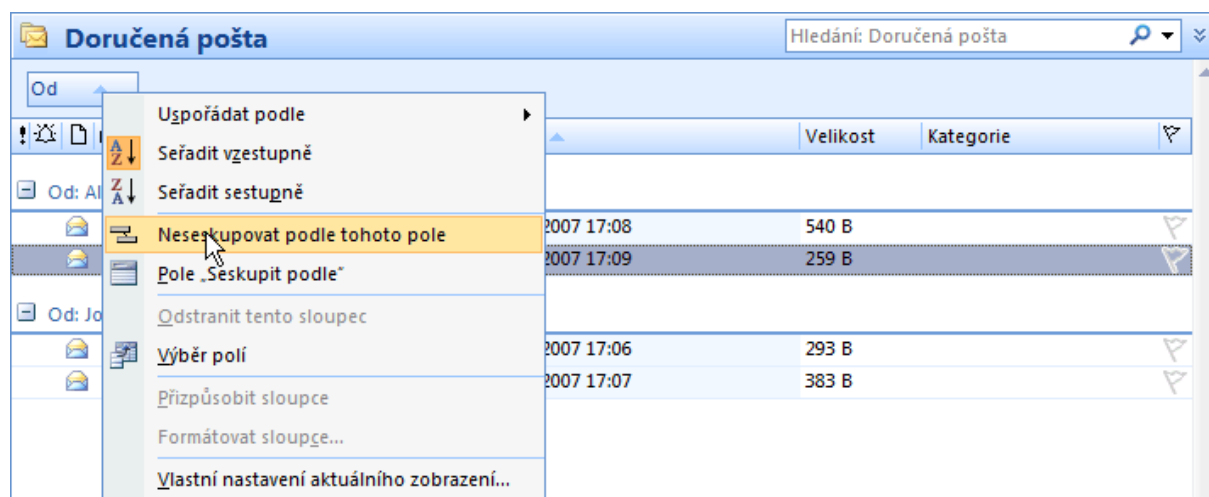 Doručená pošta
Hledání: Doručená pošta
Od
Uspořádat podle
Velikost Kategorie
Seřadit vzestupně
Od: Al
Seřadit sestupně
2007 17:08 540 B
Neseskupovat podle tohoto pole
2007 17:09 259 B
Pole „Seskupit podle“
Od: Jo
Odstranit tento sloupec
2007 17:06 293 B
Výběr polí
2007 17:07 383 B
Přizpůsobit sloupce
Formátovat sloupce...
Vlastní nastavení aktuálního zobrazení...